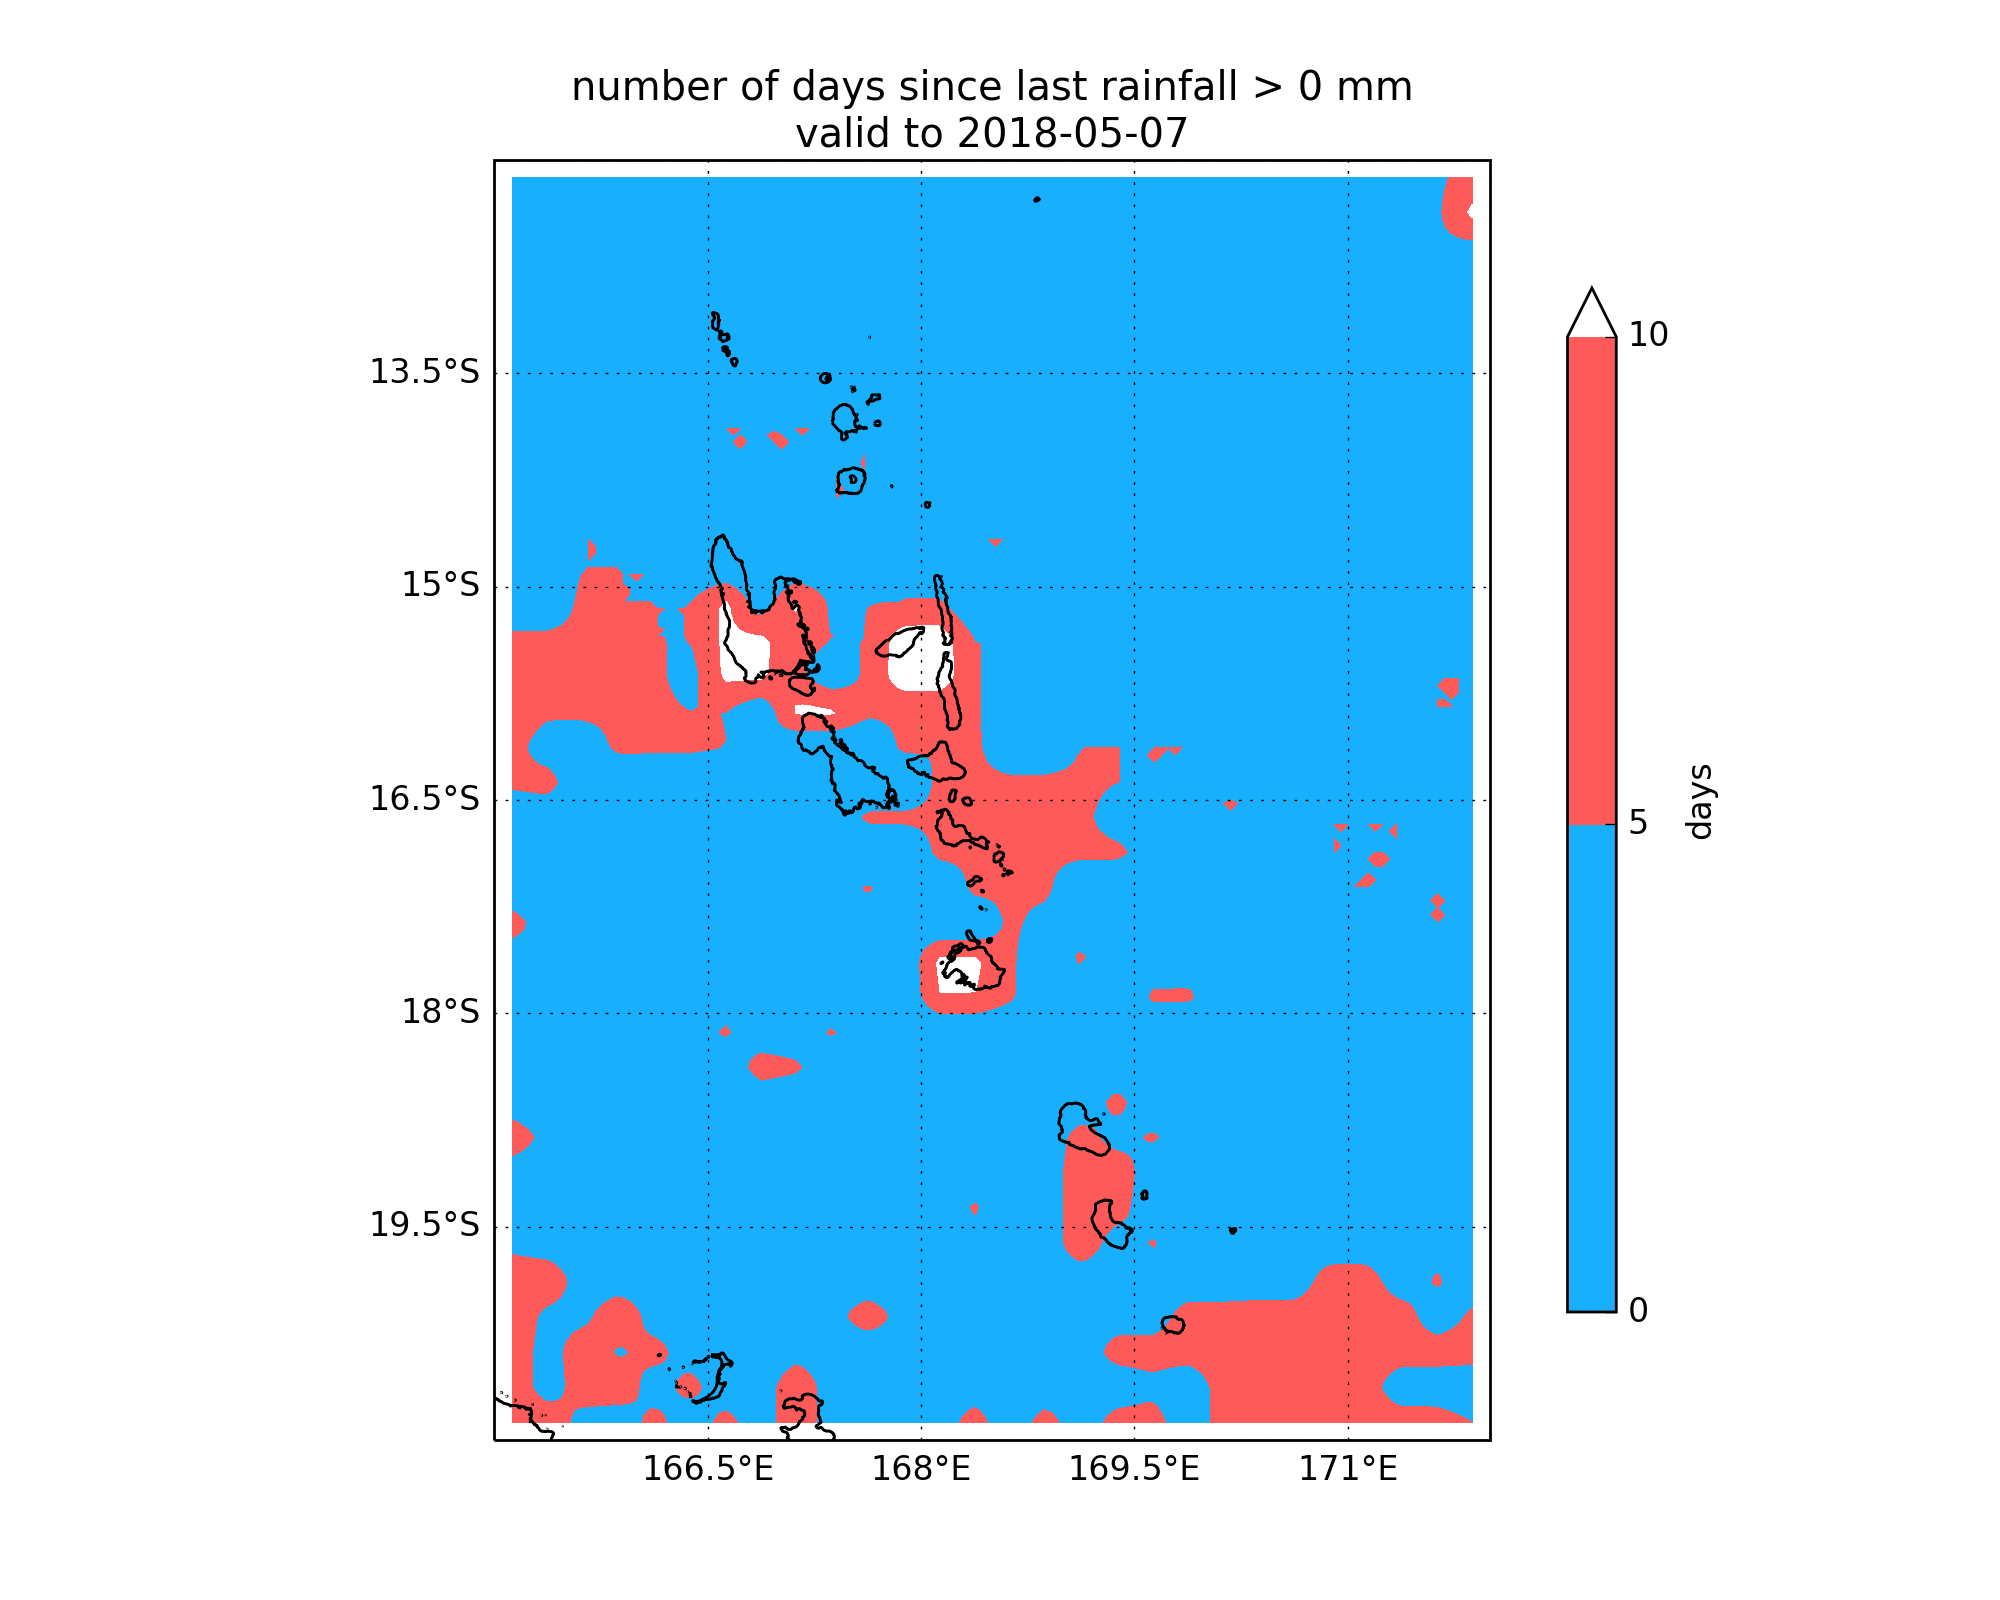 number of days since last rainfall > 0 mm
valid to 2018-05-07
13.5°S
15°S
16.5°S
18°S
19.5°S
166.5°E
168°E
169.5°E
171°E
10
5
0
days